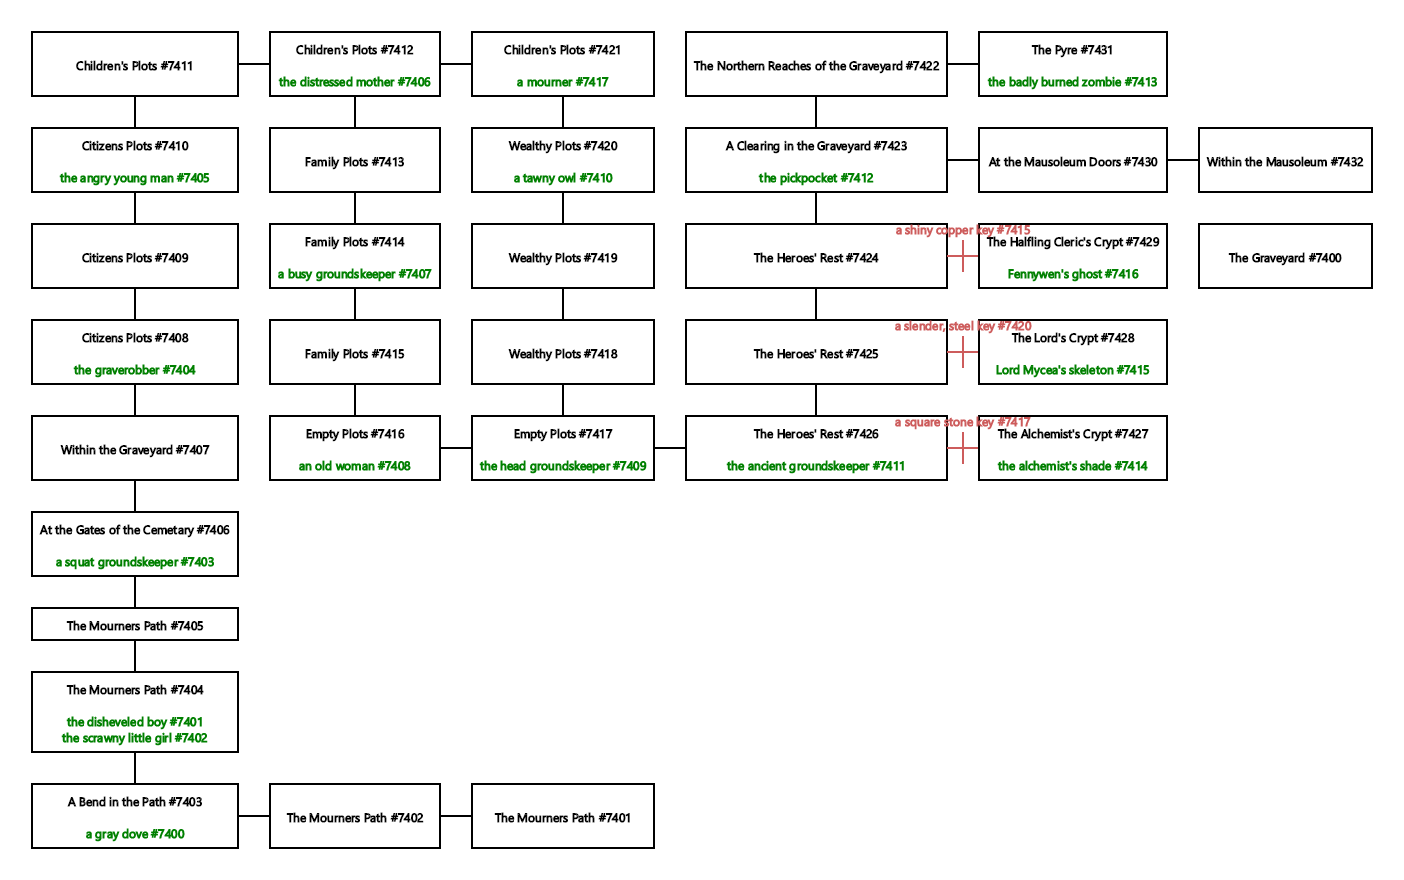 Children's Plots #7411
Children's Plots #7412
the distressed mother #7406
Children's Plots #7421
a mourner #7417
The Northern Reaches of the Graveyard #7422
The Pyre #7431
the badly burned zombie #7413
Citizens Plots #7410
the angry young man #7405
Family Plots #7413
Wealthy Plots #7420
a tawny owl #7410
A Clearing in the Graveyard #7423
the pickpocket #7412
At the Mausoleum Doors #7430
Within the Mausoleum #7432
Citizens Plots #7409
Family Plots #7414
a busy groundskeeper #7407
Wealthy Plots #7419
The Heroes' Rest #7424
a shiny copper key #7415
The Halfling Cleric's Crypt #7429
Fennywen's ghost #7416
The Graveyard #7400
Citizens Plots #7408
the graverobber #7404
Family Plots #7415
Wealthy Plots #7418
The Heroes' Rest #7425
a slender, steel key #7420
The Lord's Crypt #7428
Lord Mycea's skeleton #7415
Within the Graveyard #7407
Empty Plots #7416
an old woman #7408
Empty Plots #7417
the head groundskeeper #7409
The Heroes' Rest #7426
the ancient groundskeeper #7411
a square stone key #7417
The Alchemist's Crypt #7427
the alchemist's shade #7414
At the Gates of the Cemetary #7406
a squat groundskeeper #7403
The Mourners Path #7405
The Mourners Path #7404
the disheveled boy #7401
the scrawny little girl #7402
A Bend in the Path #7403
a gray dove #7400
The Mourners Path #7402
The Mourners Path #7401